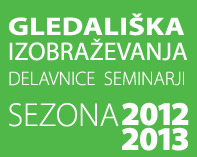 GLEDALIŠKA
IZOBRAŽEVANJA
DELAVNICE SEMINARJI
SEZONA 2012
2013